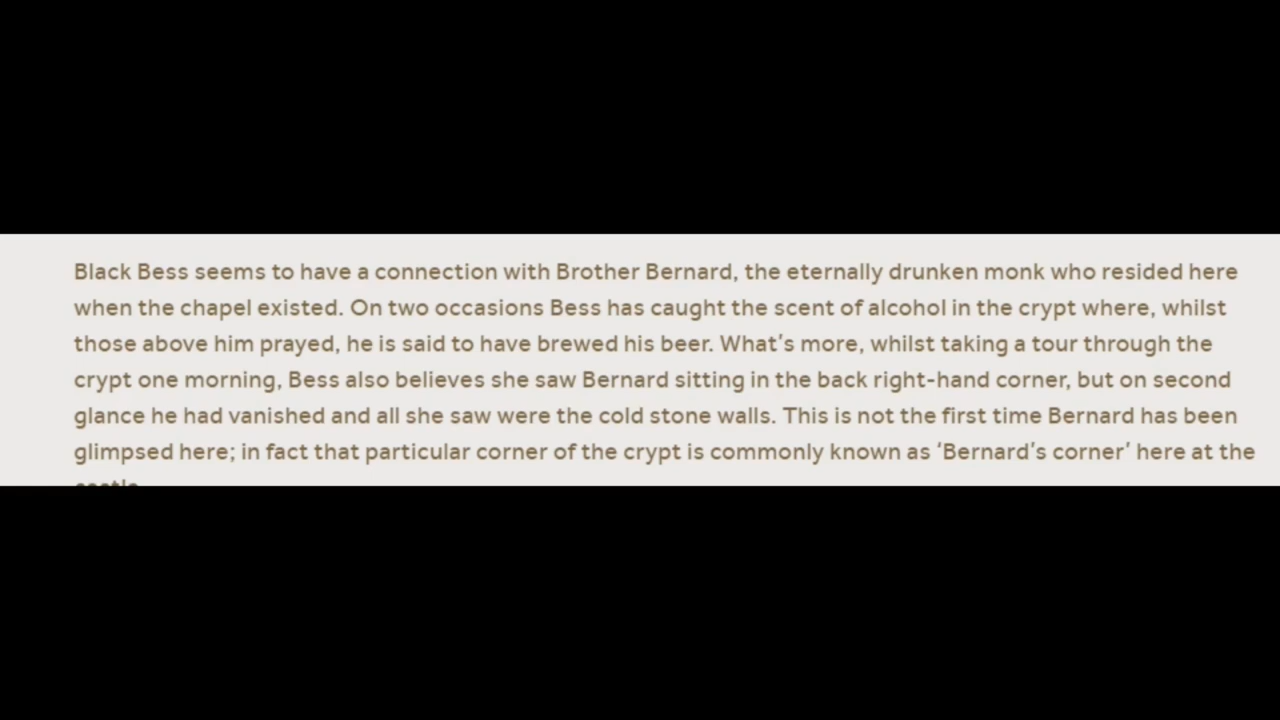 Black Bess seems to have a connection with Brother Bernard, the eternally drunken monk who resided here
when the chapel existed. On two occasions Bess has caught the scent of alcohol in the crypt where, whilst
those above him prayed, he is said to have brewed his beer. What's more, whilst taking a tour through the
crypt one morning, Bess also believes she saw Bernard sitting in the back right-hand corner, but on second
glance he had vanished and all she saw were the cold stone walls. This is not the first time Bernard has been
glimpsed here; in fact that particular corner of the crypt is commonly known as 'Bernard's corner' here at the